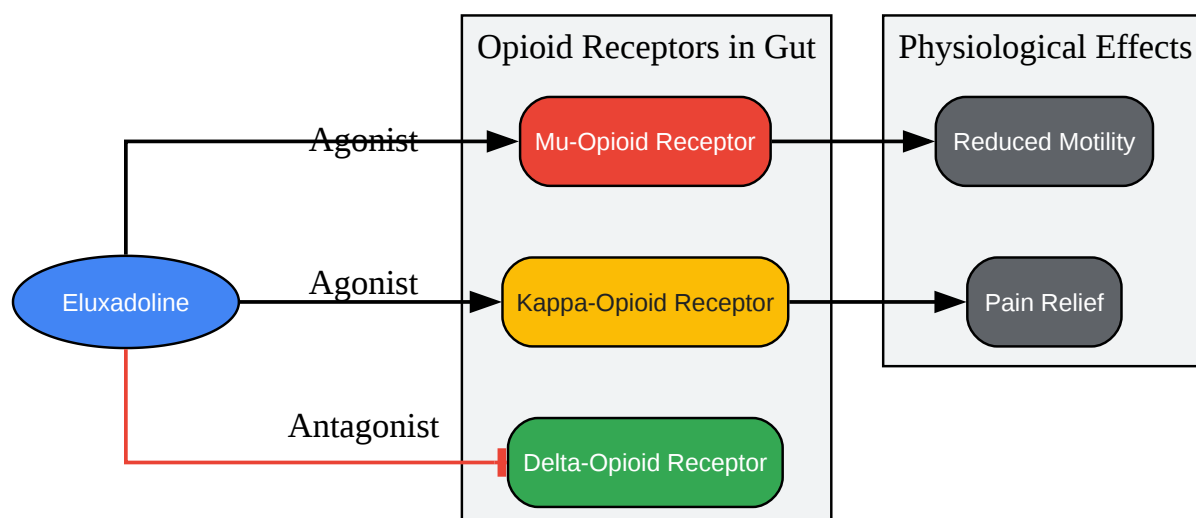 Opioid Receptors in Gut
Physiological Effects
Agonist
Mu-Opioid Receptor
Reduced Motility
Eluxadoline
Agonist
Kappa-Opioid Receptor
Pain Relief
Antagonist
Delta-Opioid Receptor